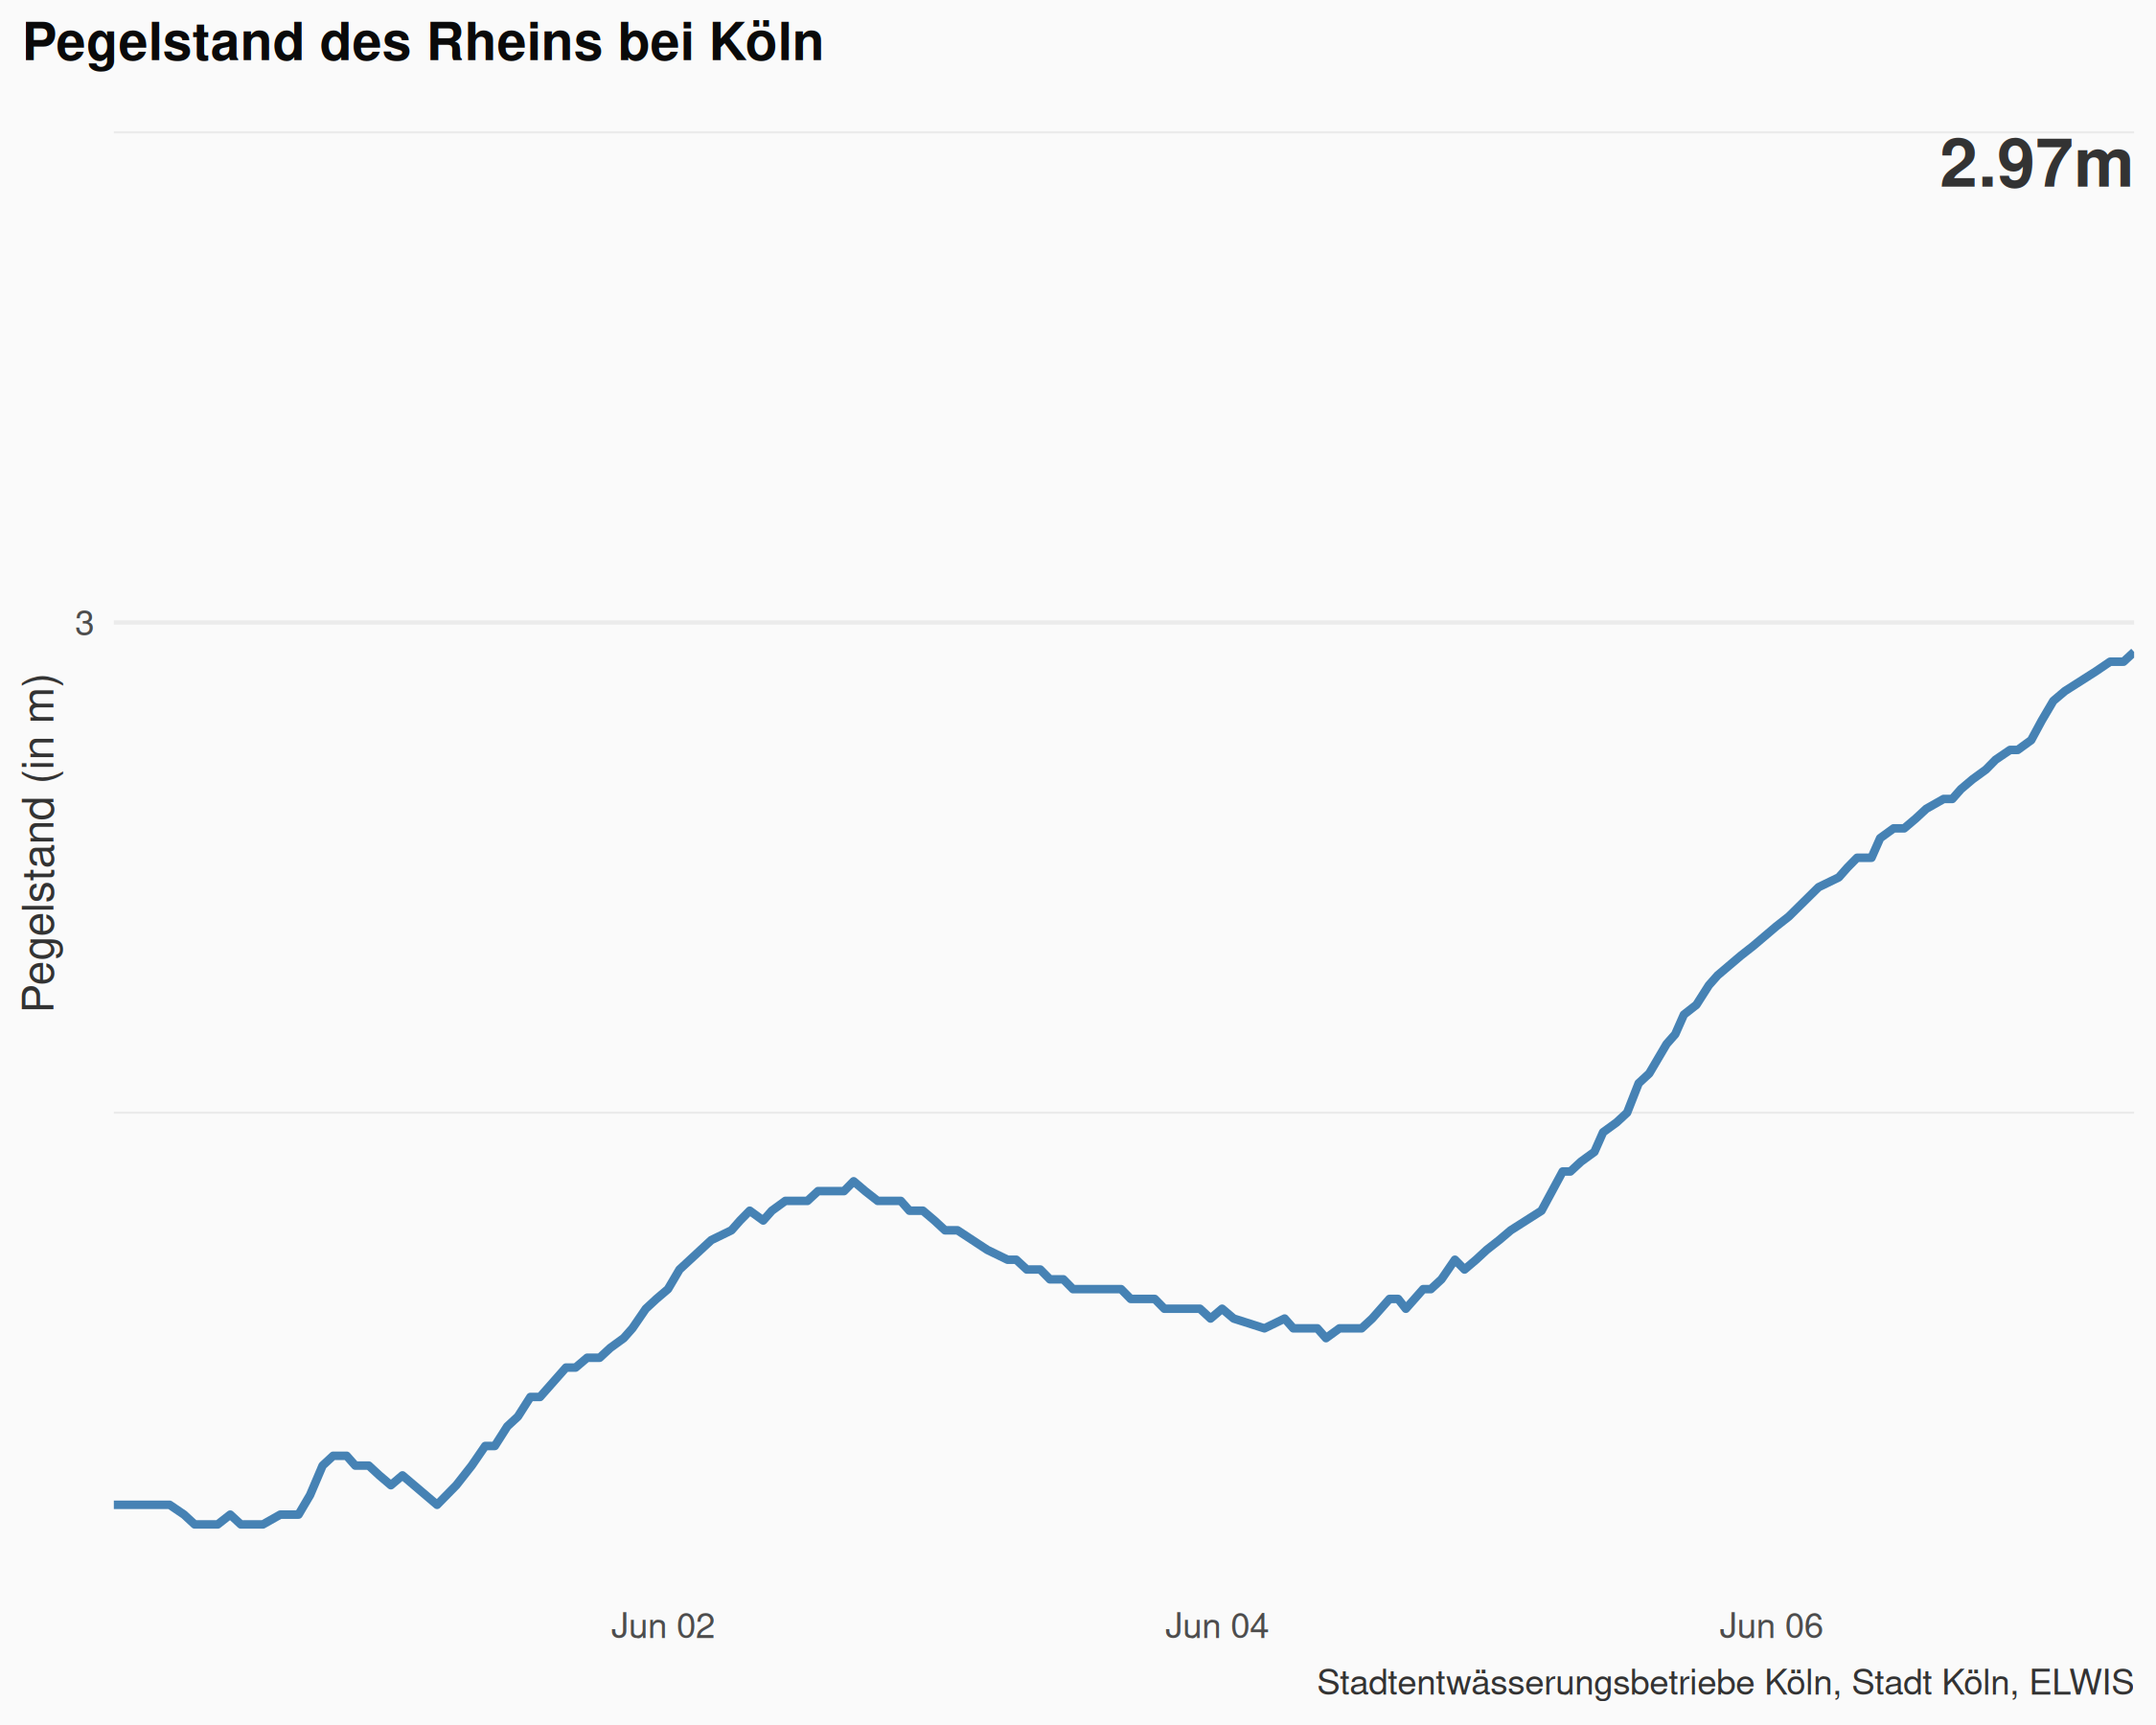 Pegelstand des Rheins bei Köln
2.97m
3
Pegelstand (in m)
Jun 02
Jun 04
Jun 06
Stadtentwässerungsbetriebe Köln, Stadt Köln, ELWIS